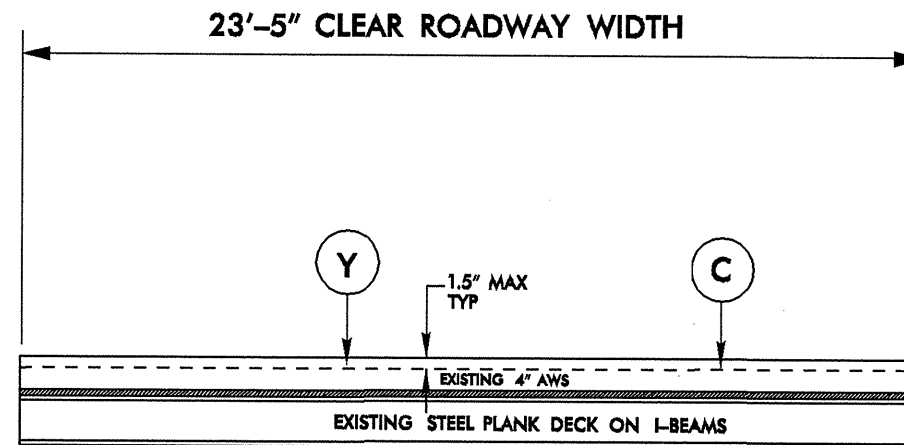 23'-5" CLEAR ROADWAY WIDTH
Y
C
1.5" MAX
TYP
EXISTING 4" AWS
EXISTING STEEL PLANK DECK ON I-BEAMS